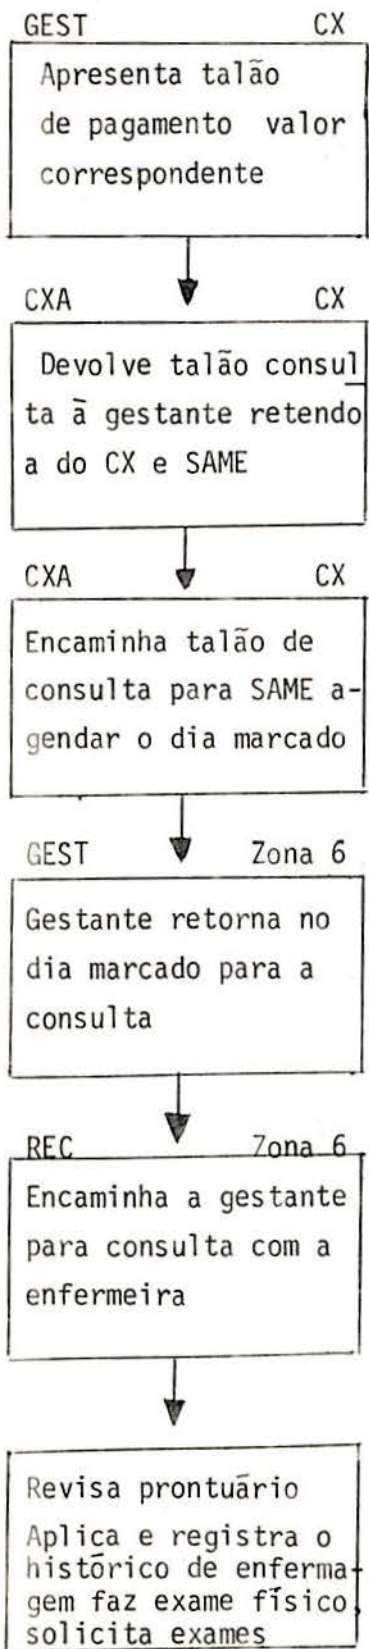 GEST CX
Apresenta talão
de pagamento valor
correspondente
CXA CX
Devolve talão consul
ta à gestante retendo
a do CX e SAME
CXA CX
Encaminha talão de
consulta para SAME a-
gendar o dia marcado
GEST Zona 6
Gestante retorna no
dia marcado para a
consulta
REC Zona 6
Encaminha a gestante
para consulta com a
enfermeira
Revisa prontuário
Aplica e registra o
histórico de enferma-
gem faz exame físico,
solicita exames